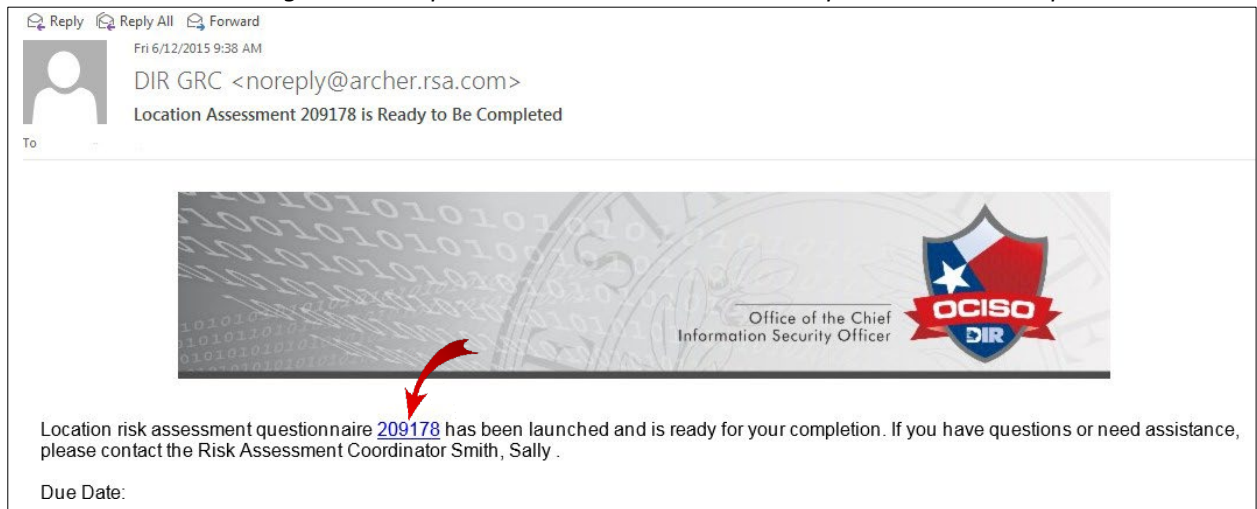 Reply Reply All Forward
Fri 6/12/2015 9:38 AM
DIR GRC <noreply@archer.rsa.com>
Location Assessment 209178 is Ready to Be Completed
To
Office of the Chief
Information Security Officer
OCISO
DIR
Location risk assessment questionnaire 209178 has been launched and is ready for your completion. If you have questions or need assistance,
please contact the Risk Assessment Coordinator Smith, Sally .
Due Date: